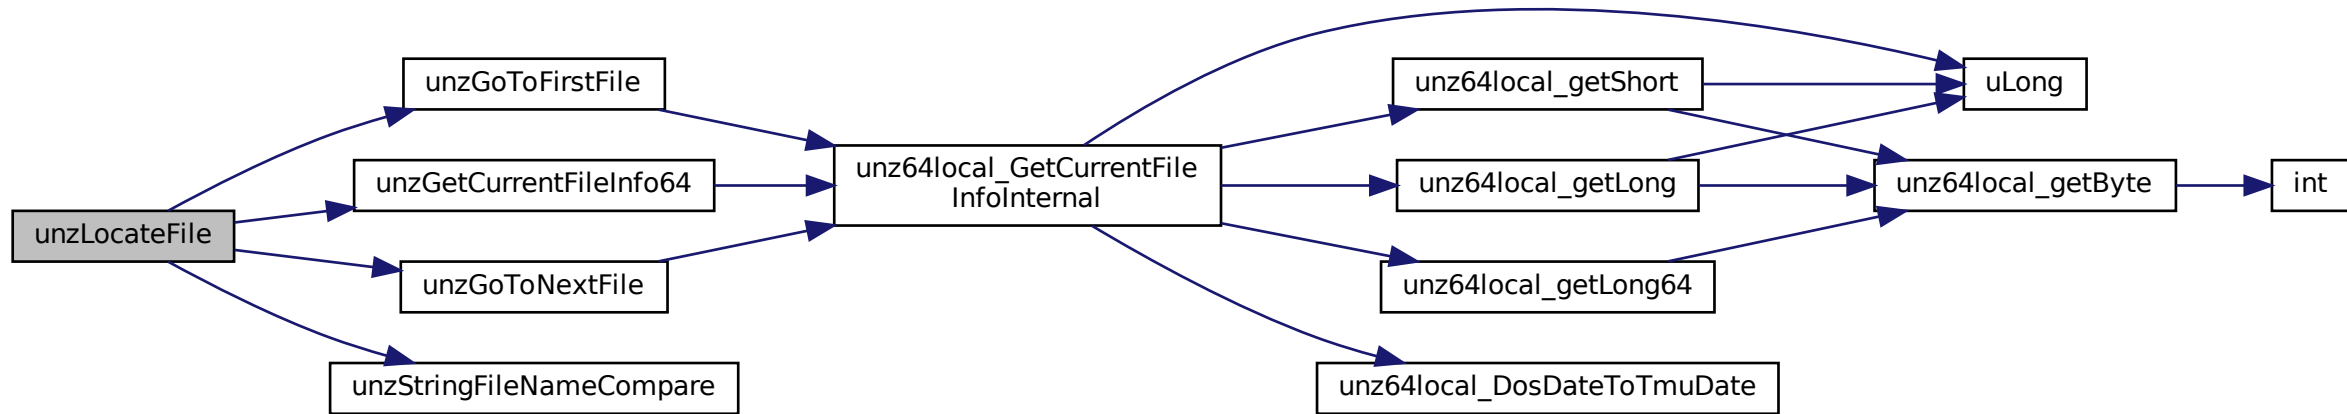 unzLocateFile
unzGoToFirstFile
unzGetCurrentFileInfo64
unzGoToNextFile
unzStringFileNameCompare
unz64local_GetCurrentFile
InfoInternal
unz64local_getShort
unz64local_getLong
unz64local_getLong64
unz64local_DosDateToTmuDate
uLong
unz64local_getByte
int